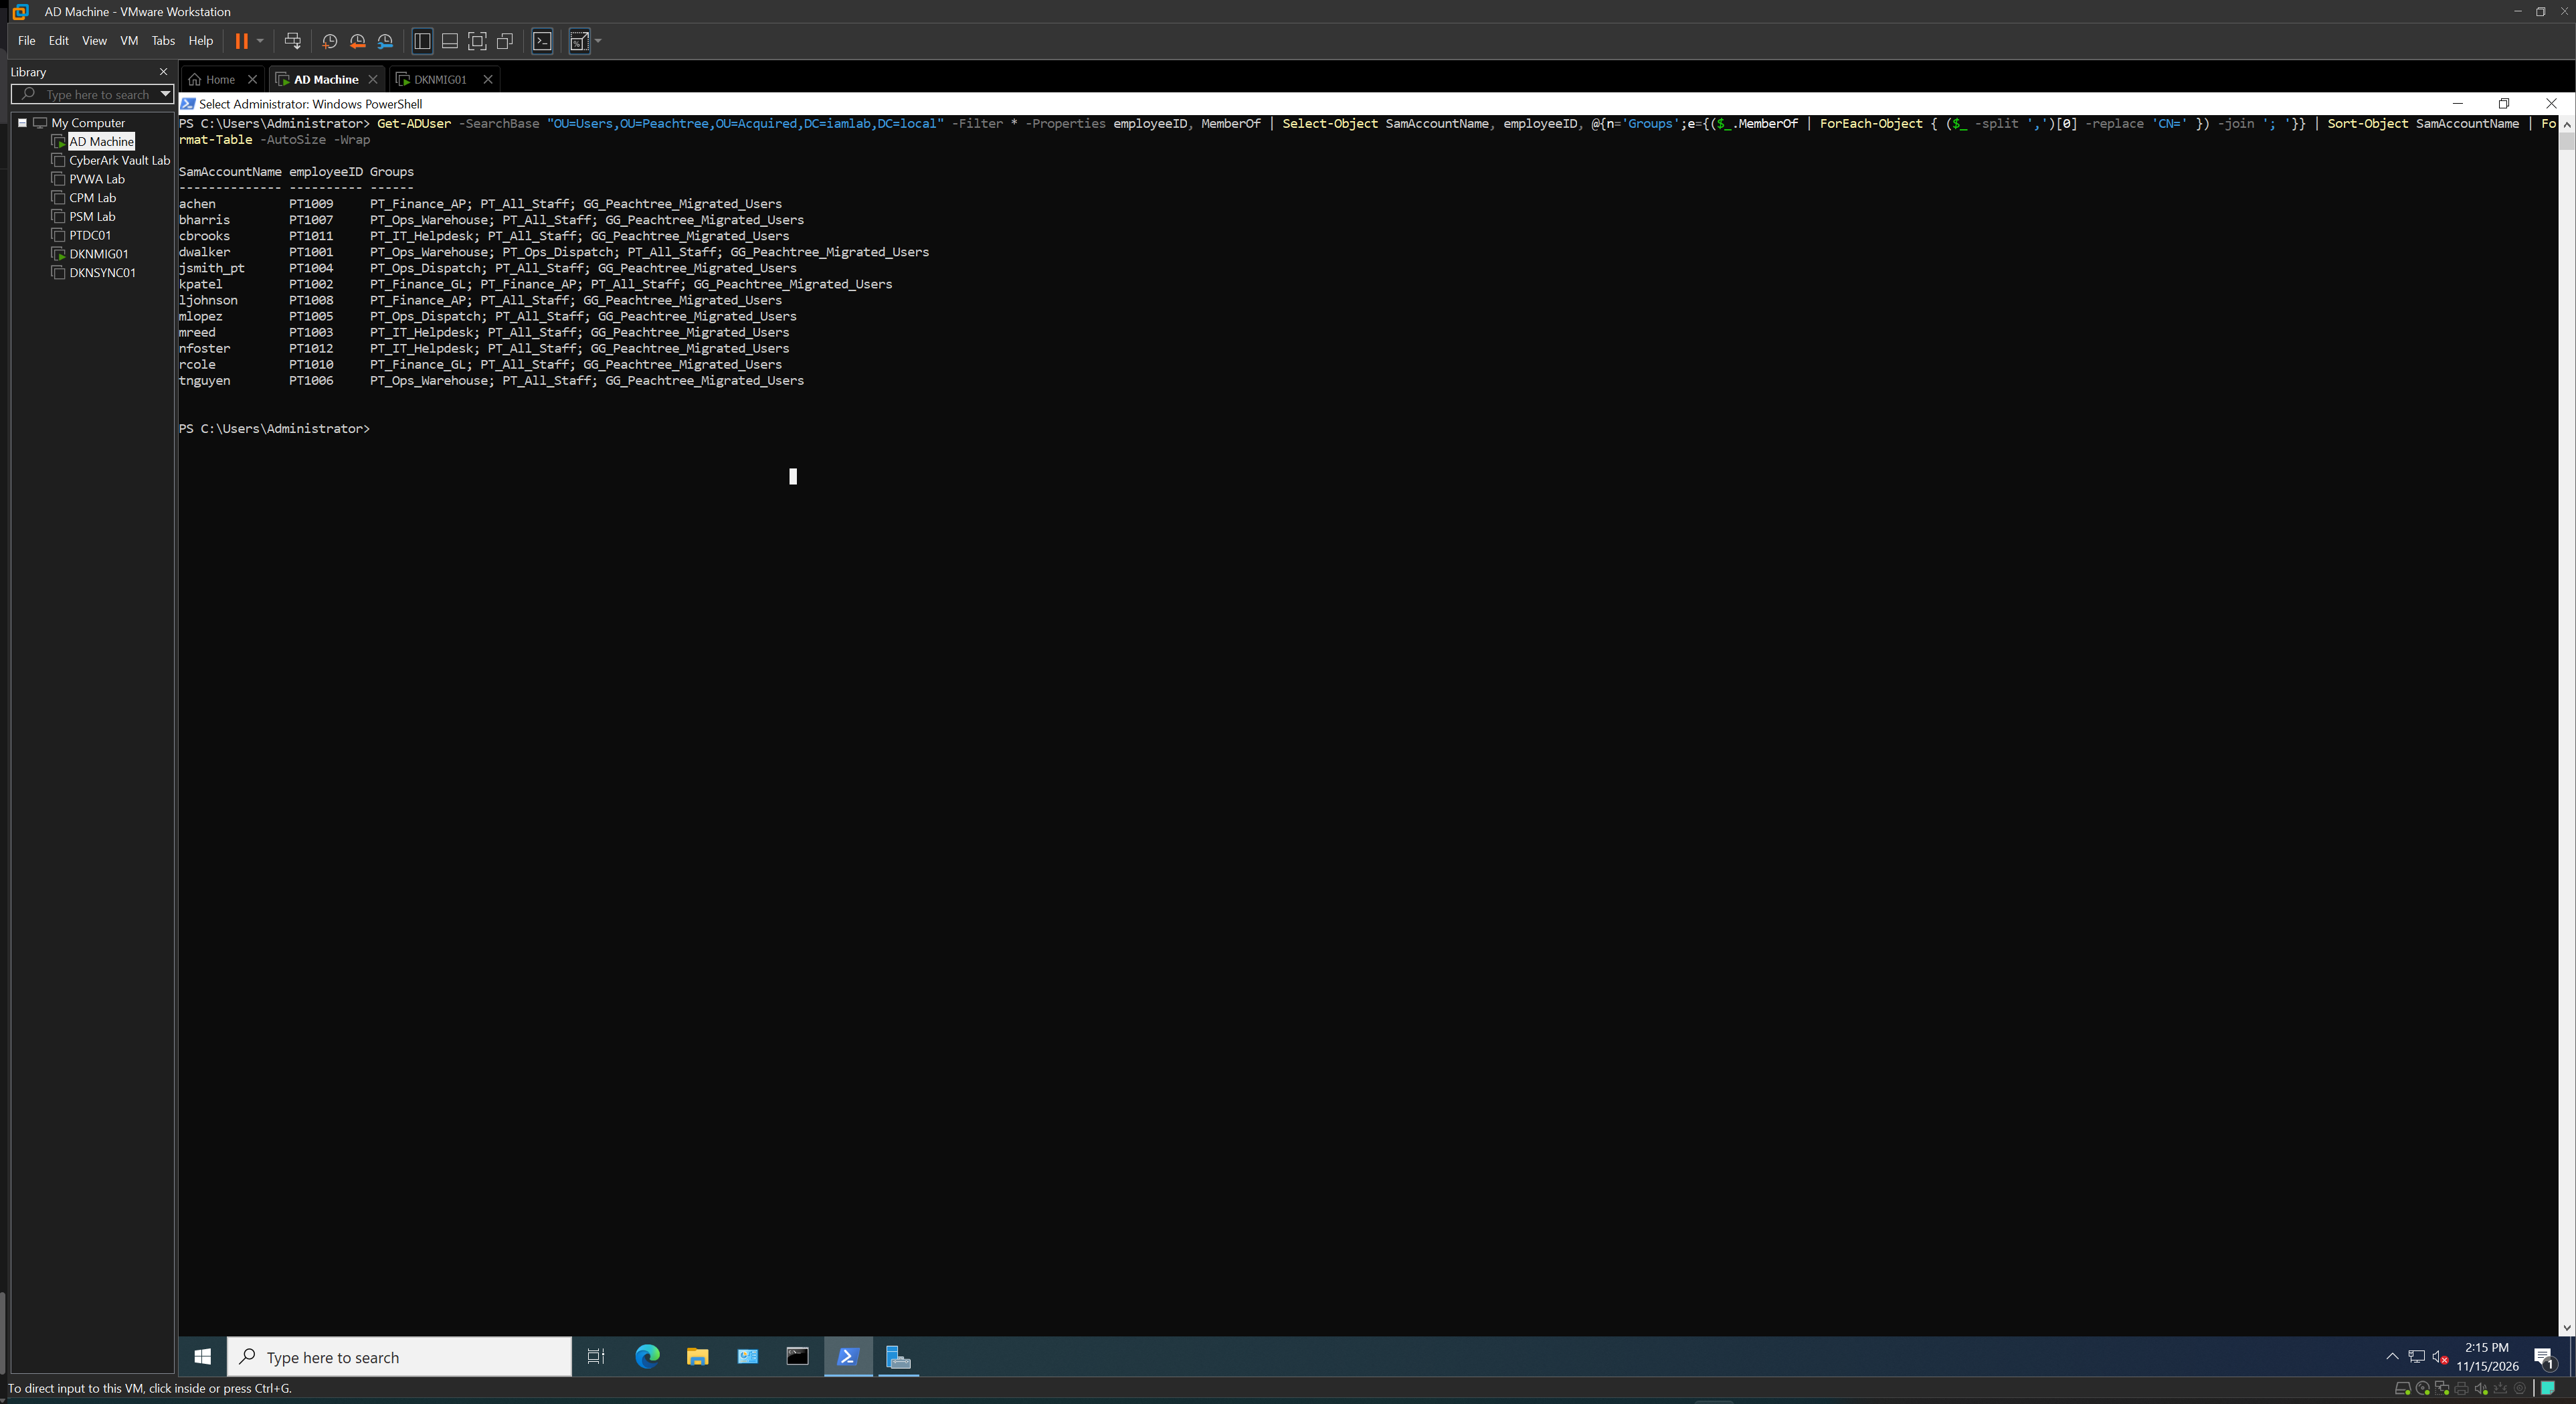 AD Machine - VMware Workstation
File Edit View VM Tabs Help
Library
Home AD Machine DKNMIG01
Type here to search
Select Administrator: Windows PowerShell
My Computer
AD Machine
CyberArk Vault Lab
PVWA Lab
CPM Lab
PSM Lab
PTDC01
DKNMIG01
DKNSYNC01
PS C:\Users\Administrator> Get-ADUser -SearchBase "OU=Users,OU=Peachtree,OU=Acquired,DC=iamlab,DC=local" -Filter * -Properties employeeID, MemberOf | Select-Object SamAccountName, employeeID, @{n='Groups';e={($_.MemberOf | ForEach-Object { ($_ -split ',')[0] -replace 'CN=' }) -join '; '}} | Sort-Object SamAccountName | Fo
rmat-Table -AutoSize -Wrap
SamAccountName employeeID Groups
-------------- ---------- ------
achen PT1009 PT_Finance_AP; PT_All_Staff; GG_Peachtree_Migrated_Users
bharris PT1007 PT_Ops_Warehouse; PT_All_Staff; GG_Peachtree_Migrated_Users
cbrooks PT1011 PT_IT_Helpdesk; PT_All_Staff; GG_Peachtree_Migrated_Users
dwalker PT1001 PT_Ops_Warehouse; PT_Ops_Dispatch; PT_All_Staff; GG_Peachtree_Migrated_Users
jsmith_pt PT1004 PT_Ops_Dispatch; PT_All_Staff; GG_Peachtree_Migrated_Users
kpatel PT1002 PT_Finance_GL; PT_Finance_AP; PT_All_Staff; GG_Peachtree_Migrated_Users
ljohnson PT1008 PT_Finance_AP; PT_All_Staff; GG_Peachtree_Migrated_Users
mlopez PT1005 PT_Ops_Dispatch; PT_All_Staff; GG_Peachtree_Migrated_Users
mreed PT1003 PT_IT_Helpdesk; PT_All_Staff; GG_Peachtree_Migrated_Users
nfoster PT1012 PT_IT_Helpdesk; PT_All_Staff; GG_Peachtree_Migrated_Users
rcole PT1010 PT_Finance_GL; PT_All_Staff; GG_Peachtree_Migrated_Users
tnguyen PT1006 PT_Ops_Warehouse; PT_All_Staff; GG_Peachtree_Migrated_Users
PS C:\Users\Administrator>
Type here to search
2:15 PM
11/15/2026
1
To direct input to this VM, click inside or press Ctrl+G.